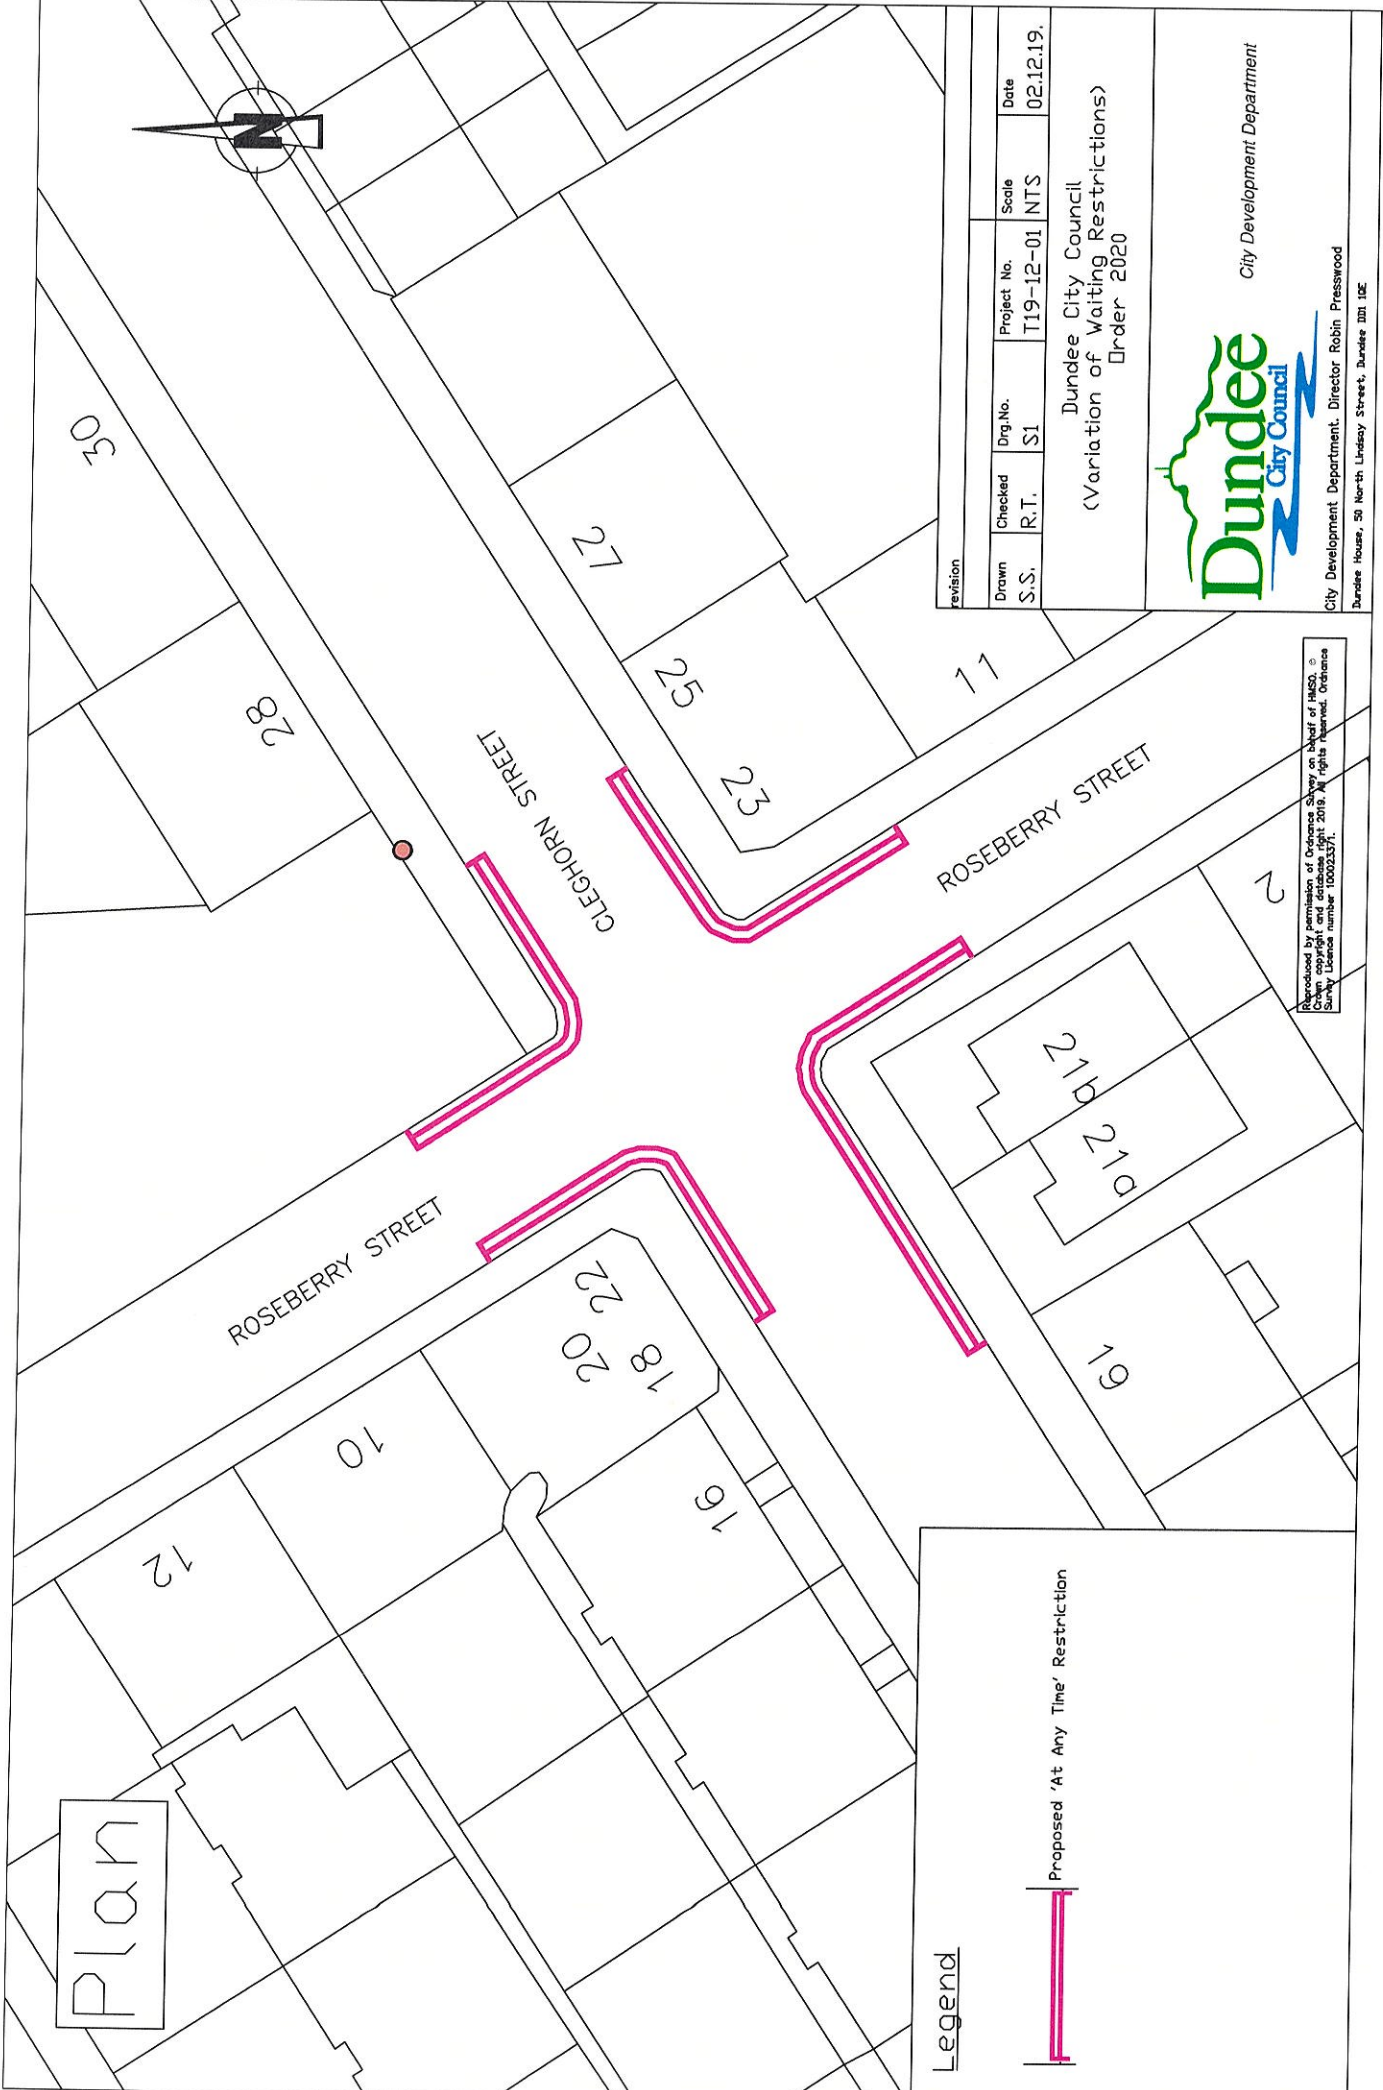 Plan
N
30
28
27
25
23
11
CLEGHORN STREET
ROSEBERRY STREET
ROSEBERRY STREET
2
21b
21a
19
22
20
18
16
10
12
Legend
Proposed 'At Any Time' Restriction
Reproduced by permission of Ordnance Survey on behalf of HMSO. ©
Crown copyright and database right 2019. All rights reserved. Ordnance
Survey Licence number 100023371.
revision
Drawn Checked Drg.No. Project No. Scale Date
S.S. R.T. S1 T19-12-01 NTS 02.12.19.
Dundee City Council
(Variation of Waiting Restrictions)
Order 2020
Dundee
City Council
City Development Department
City Development Department. Director Robin Presswood
Dundee House, 50 North Lindsay Street, Dundee DD1 1QE